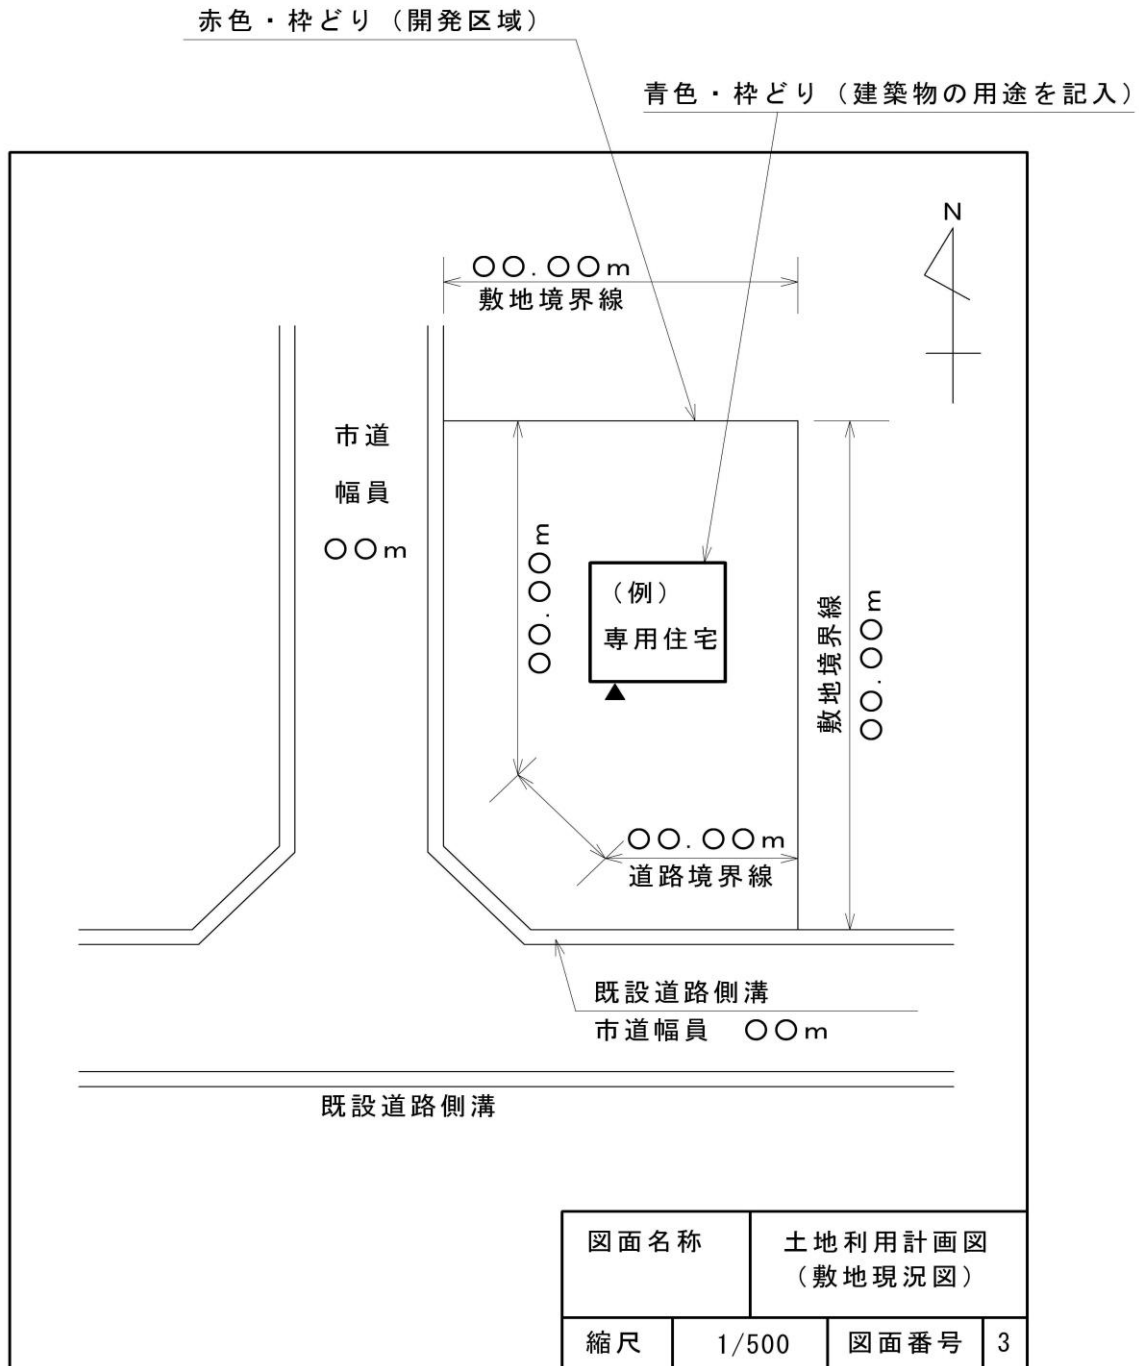 赤色・枠どり（開発区域）
青色・枠どり（建築物の用途を記入）
N
〇〇.〇〇m
敷地境界線
市道
幅員
〇〇m
〇〇.〇〇m
（例）
専用住宅
敷地境界線
〇〇.〇〇m
〇〇.〇〇m
道路境界線
既設道路側溝
市道幅員 〇〇m
既設道路側溝
図面名称
土地利用計画図
（敷地現況図）
縮尺 1/500 図面番号 3